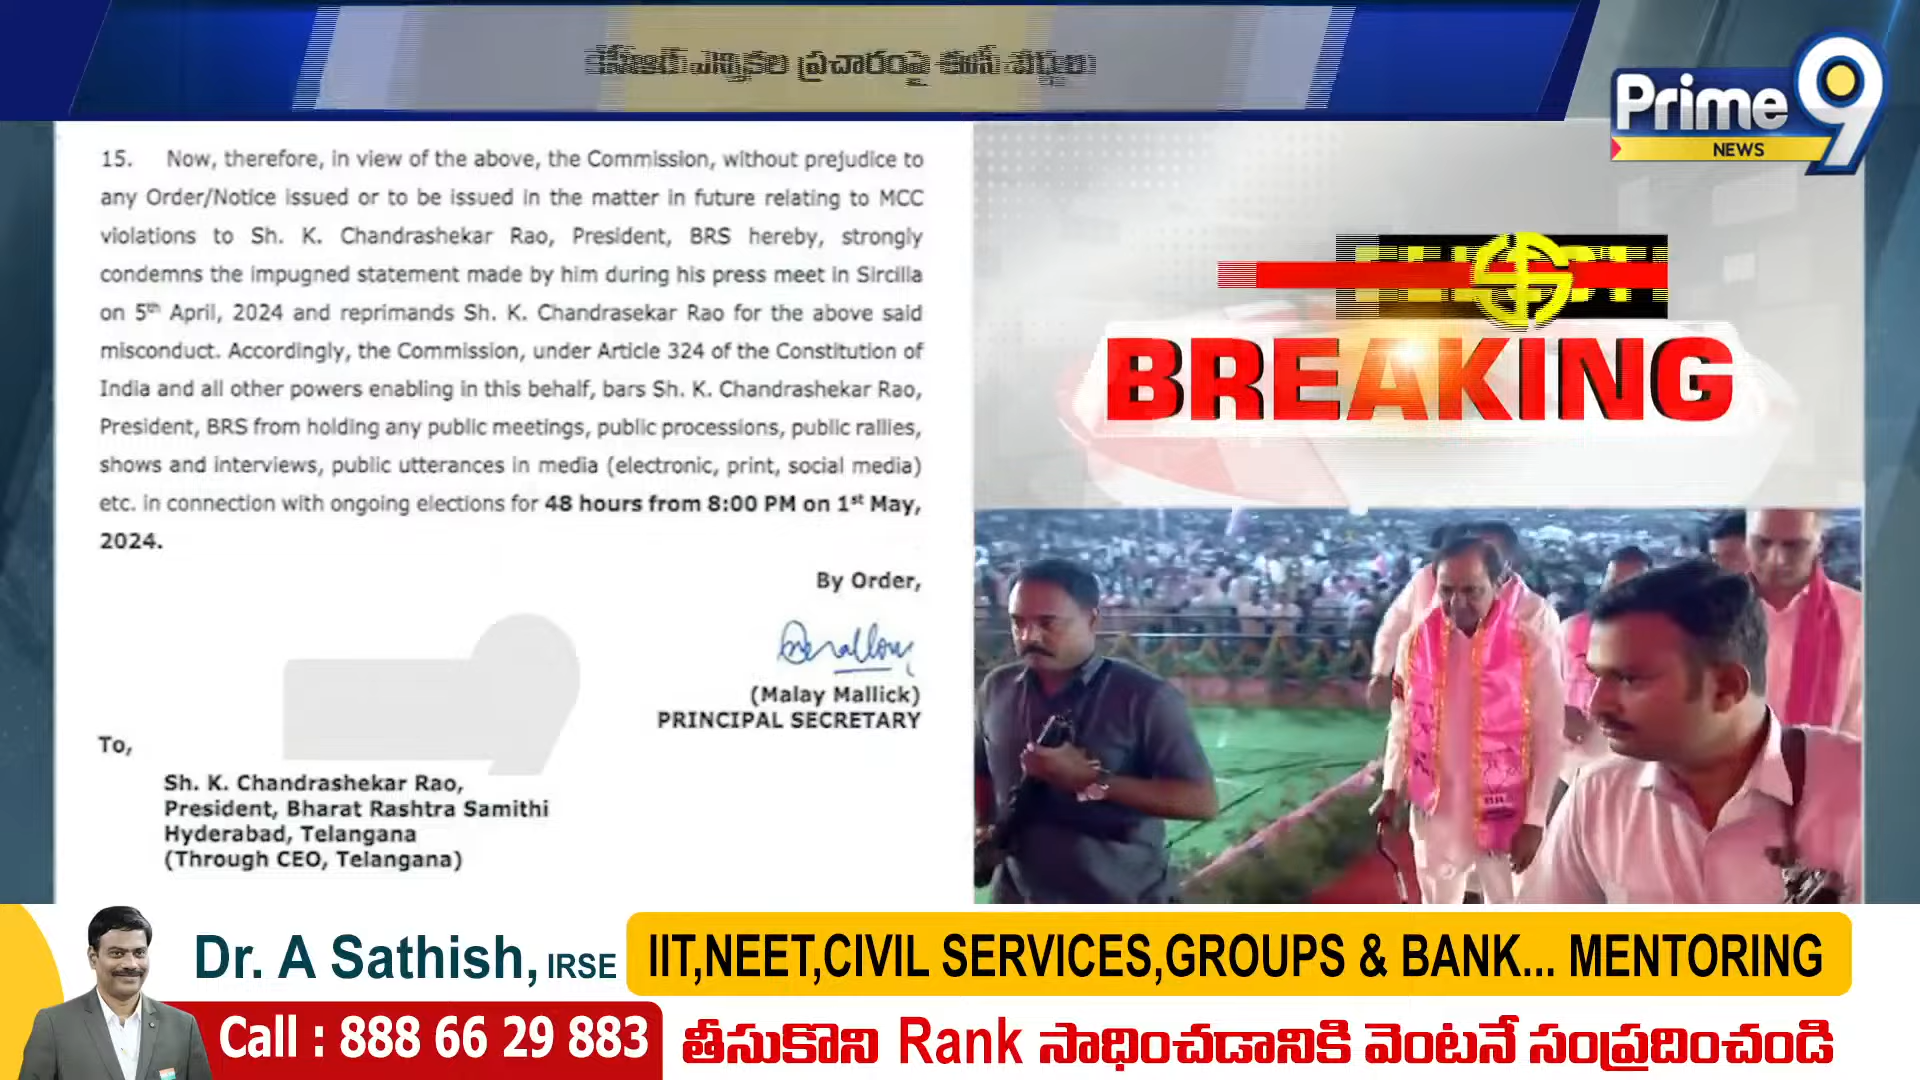 ఎన్నికల ప్రచారంపై
Prime9
NEWS
15. Now, therefore, in view of the above, the Commission, without prejudice to
any Order/Notice issued or to be issued in the matter in future relating to MCC
violations to Sh. K. Chandrashekar Rao, President, BRS hereby, strongly
condemns the impugned statement made by him during his press meet in Sircilla
on 5th April, 2024 and reprimands Sh. K. Chandrasekar Rao for the above said
misconduct. Accordingly, the Commission, under Article 324 of the Constitution of
India and all other powers enabling in this behalf, bars Sh. K. Chandrashekar Rao,
President, BRS from holding any public meetings, public processions, public rallies,
shows and interviews, public utterances in media (electronic, print, social media)
etc. in connection with ongoing elections for 48 hours from 8:00 PM on 1st May,
2024.
By Order,
(Malay Mallick)
PRINCIPAL SECRETARY
To,
Sh. K. Chandrashekar Rao,
President, Bharat Rashtra Samithi
Hyderabad, Telangana
(Through CEO, Telangana)
BREAKING
Dr. A Sathish, IRSE
IIT,NEET,CIVIL SERVICES,GROUPS & BANK... MENTORING
Call : 888 66 29 883
తీసుకొని Rank సాధించడానికి వెంటనే సంప్రదించండి